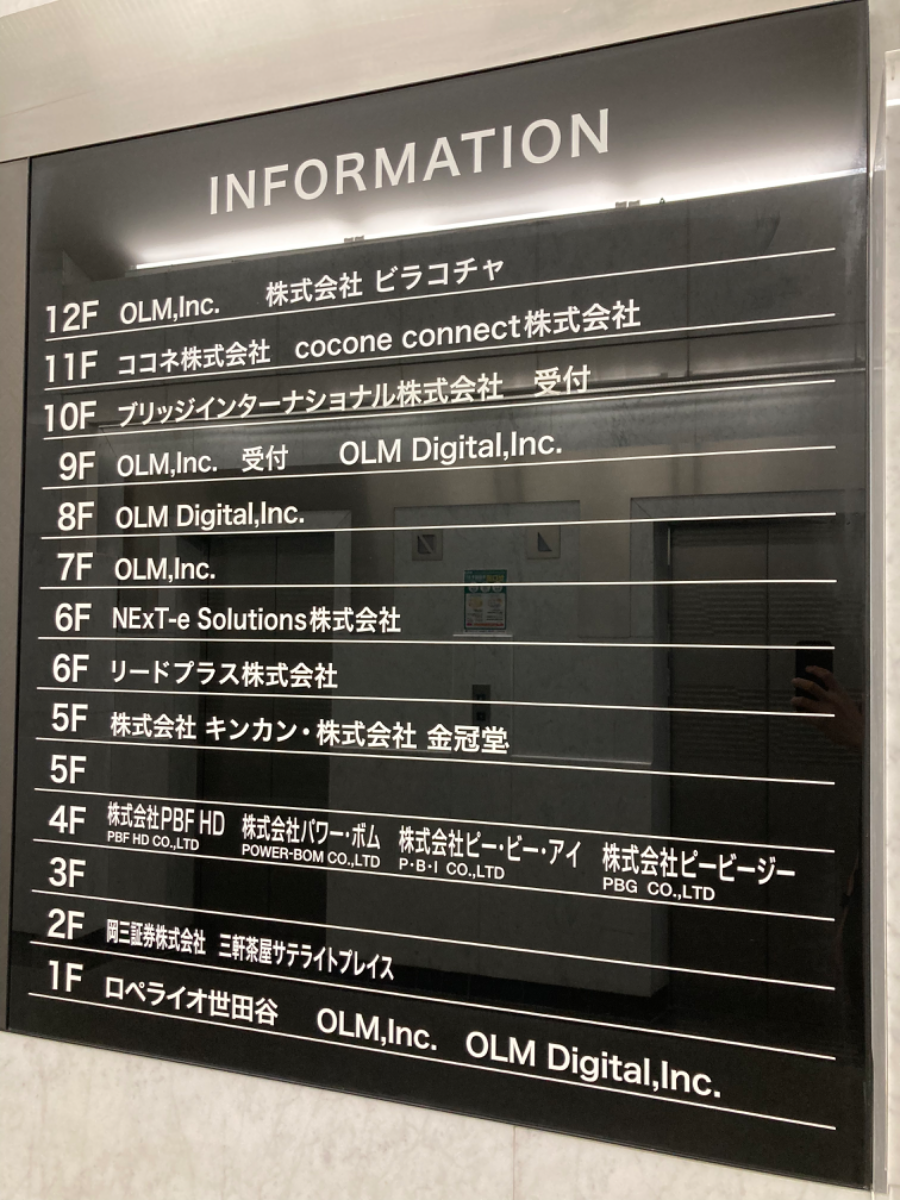 INFORMATION
12F OLM,Inc. 株式会社 ビラコチャ
11F ココネ株式会社 cocone connect株式会社
10F ブリッジインターナショナル株式会社 受付
9F OLM,Inc. 受付 OLM Digital,Inc.
8F OLM Digital,Inc.
7F OLM,Inc.
6F NExT-e Solutions株式会社
6F リードプラス株式会社
5F 株式会社 キンカン・株式会社 金冠堂
5F
4F 株式会社PBF HD 株式会社パワー・ボム 株式会社ピー・ビー・アイ 株式会社ピービージー
PBF HD CO.,LTD POWER-BOM CO.,LTD P・B・I CO.,LTD PBG CO.,LTD
3F
2F 岡三証券株式会社 三軒茶屋サテライトプレイス
1F ロペライオ世田谷 OLM,Inc. OLM Digital,Inc.